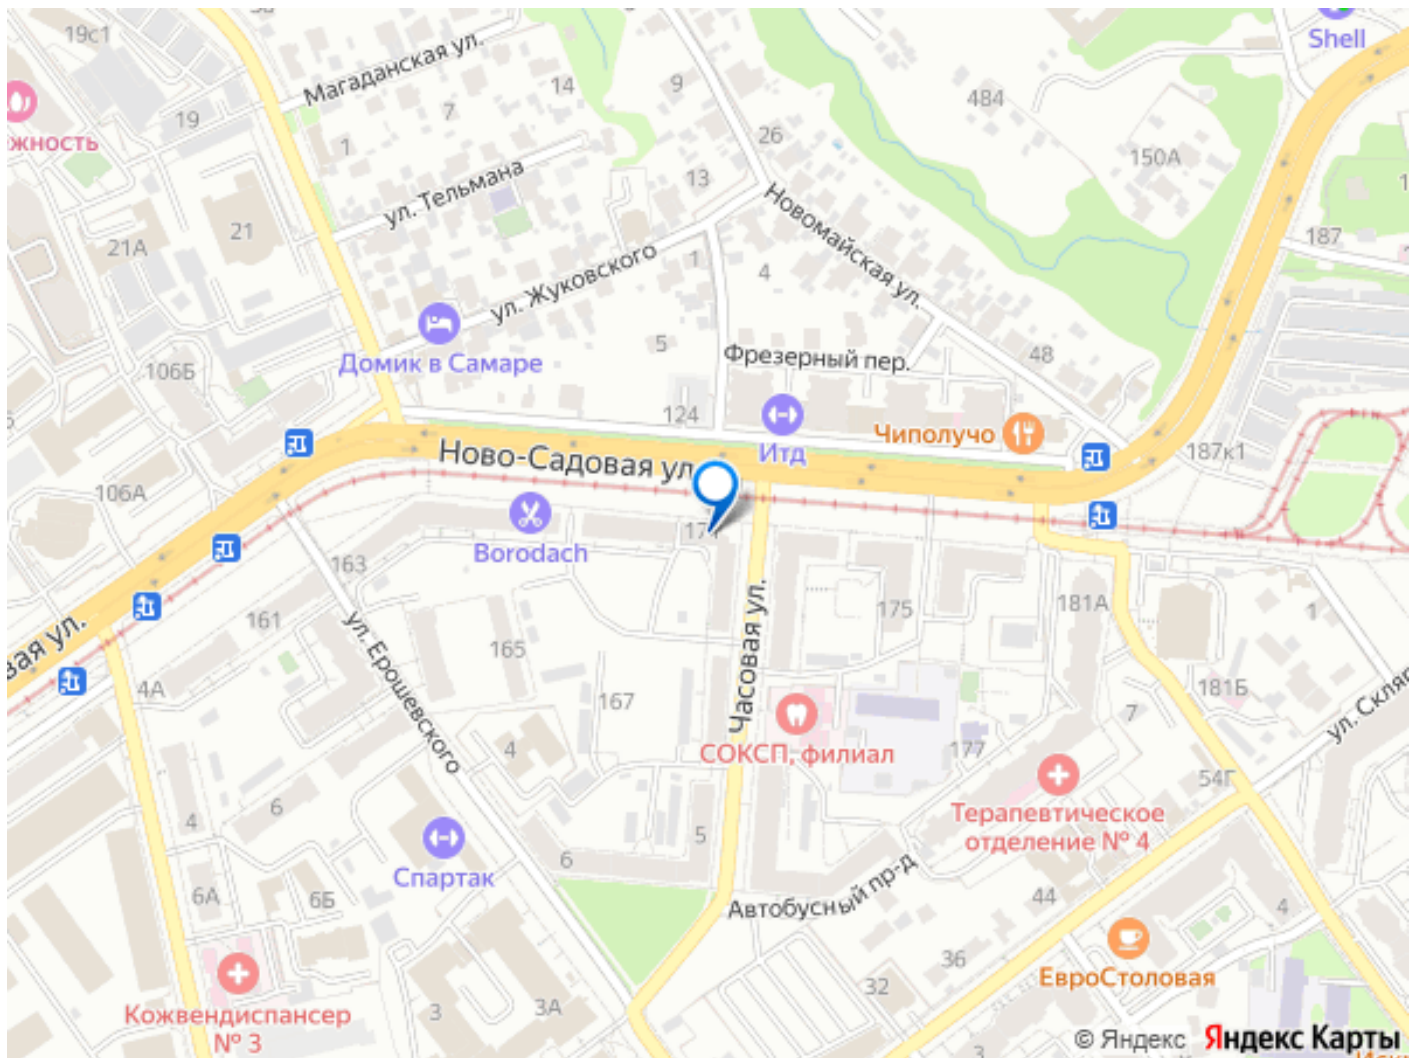 3а
19с1
Магаданская ул.
Shell
жность
19
7
14
9
484
1
26
150А
ул. Тельмана
13
Новомайская ул.
21А
21
187
ул. Жуковского
1
4
Домик в Самаре
5
Фрезерный пер.
48
106Б
124
Чиполучо
Итд
187к1
Ново-Садовая ул.
106А
Borodach
163
161
вая ул.
ул. Ерошевского
165
Часовая ул.
175
181А
1
4А
167
181Б
ул. Скляр
7
СОКСП, филиал
177
4
54Г
Терапевтическое
отделение № 4
4
6
5
Спартак
6
Автобусный пр-д
6А
6Б
44
4
36
ЕвроСтоловая
32
Кожвендиспансер
№ 3
3
3А
© Яндекс Яндекс Карты